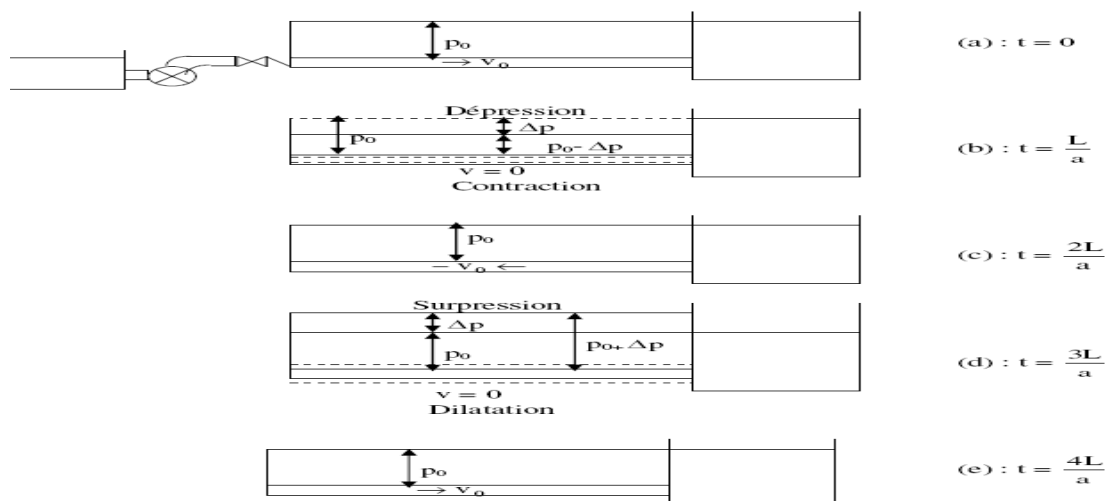 p₀
→ v₀
(a) : t = 0
Dépression
p₀
Δp
p₀- Δp
v = 0
Contraction
(b) : t = L/a
p₀
− v₀ ←
(c) : t = 2L/a
Surpression
Δp
p₀
p₀+ Δp
v = 0
Dilatation
(d) : t = 3L/a
p₀
→ v₀
(e) : t = 4L/a